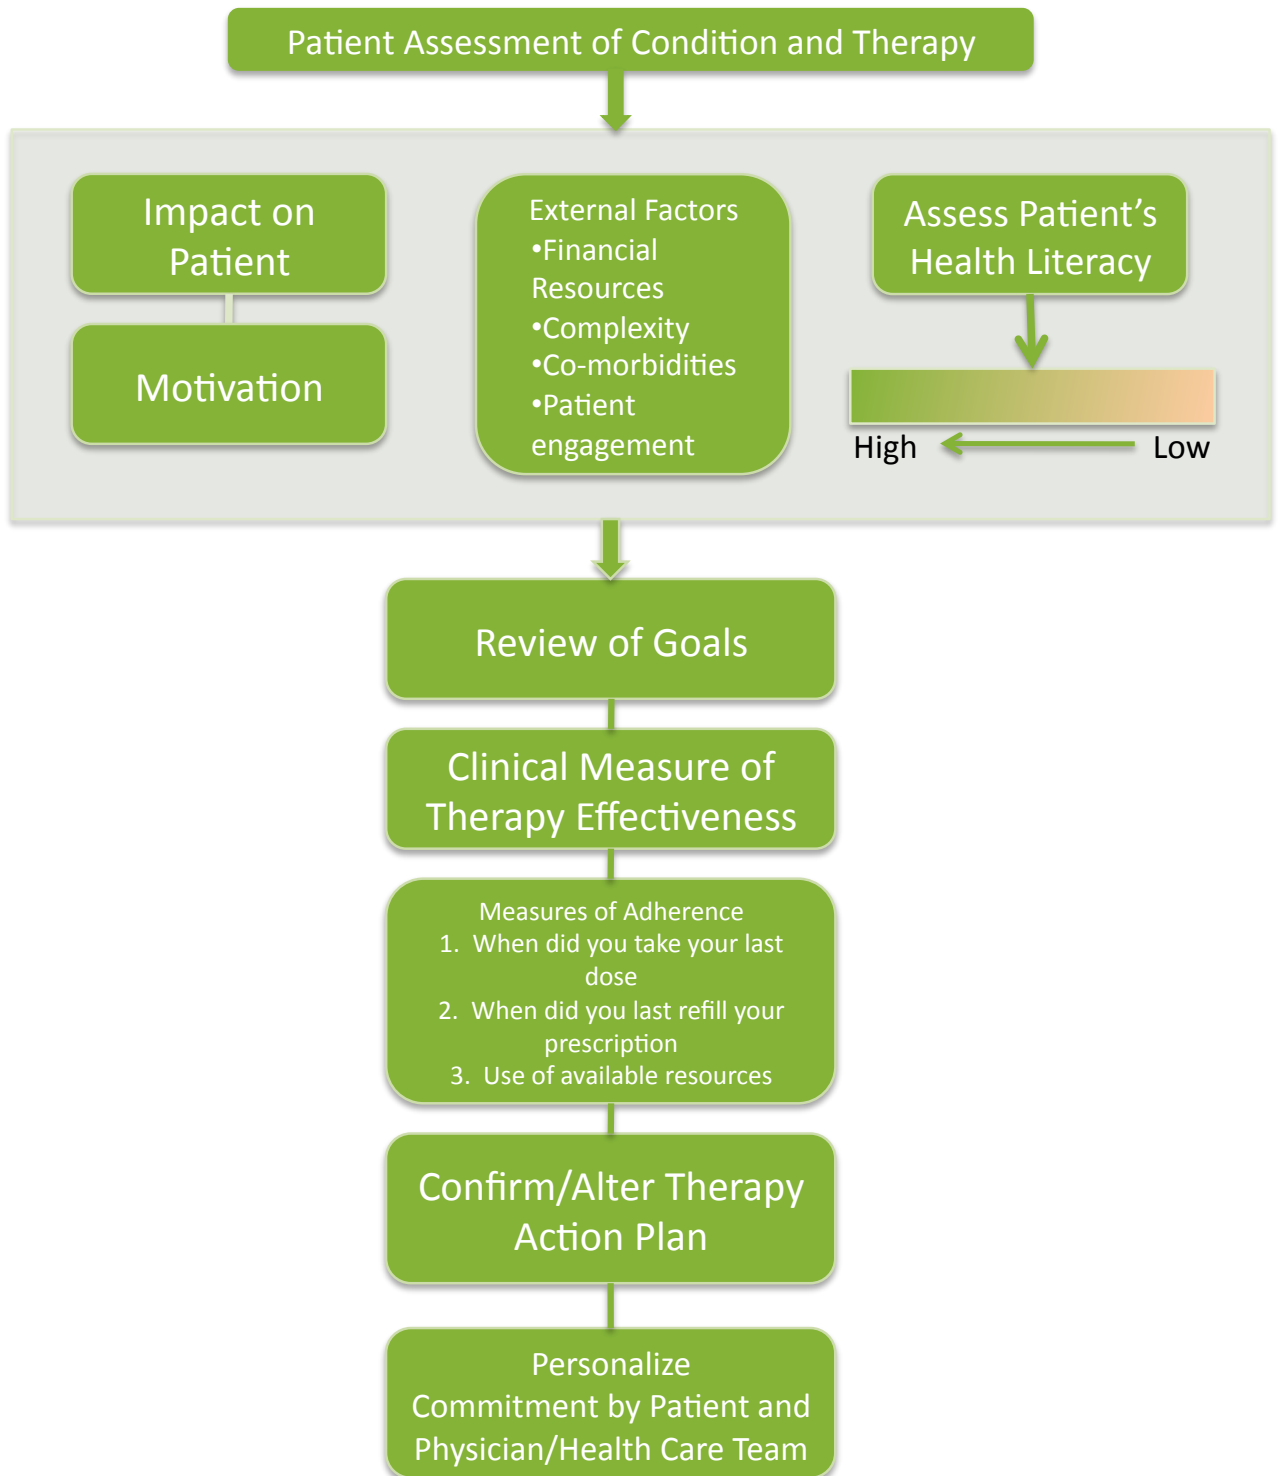 Patient Assessment of Condition and Therapy
Impact on
Patient
Motivation
External Factors
•Financial
Resources
•Complexity
•Co-morbidities
•Patient
engagement
Assess Patient’s
Health Literacy
High
Low
Review of Goals
Clinical Measure of
Therapy Effectiveness
Measures of Adherence
1. When did you take your last
dose
2. When did you last refill your
prescription
3. Use of available resources
Confirm/Alter Therapy
Action Plan
Personalize
Commitment by Patient and
Physician/Health Care Team